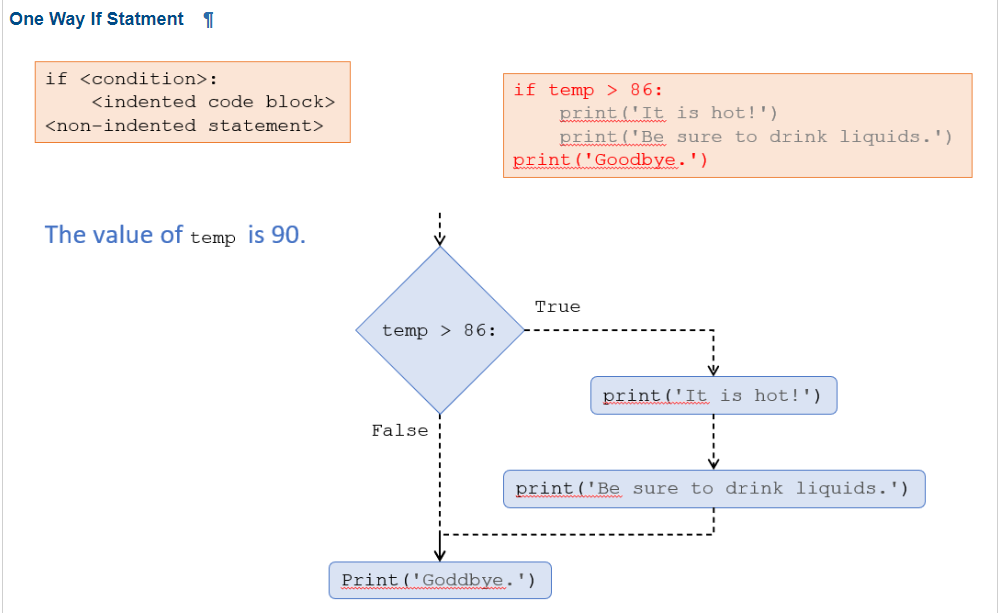 One Way If Statment ¶
if <condition>:
    <indented code block>
<non-indented statement>
if temp > 86:
    print('It is hot!')
    print('Be sure to drink liquids.')
print('Goodbye.')
The value of temp is 90.
temp > 86:
True
print('It is hot!')
False
print('Be sure to drink liquids.')
Print('Goddbye.')